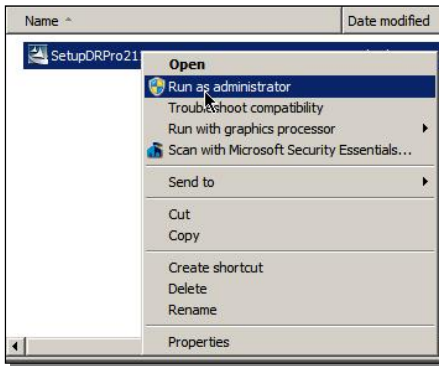 Name Date modified
SetupDRPro21
Open
Run as administrator
Troubleshoot compatibility
Run with graphics processor
Scan with Microsoft Security Essentials...
Send to
Cut
Copy
Create shortcut
Delete
Rename
Properties